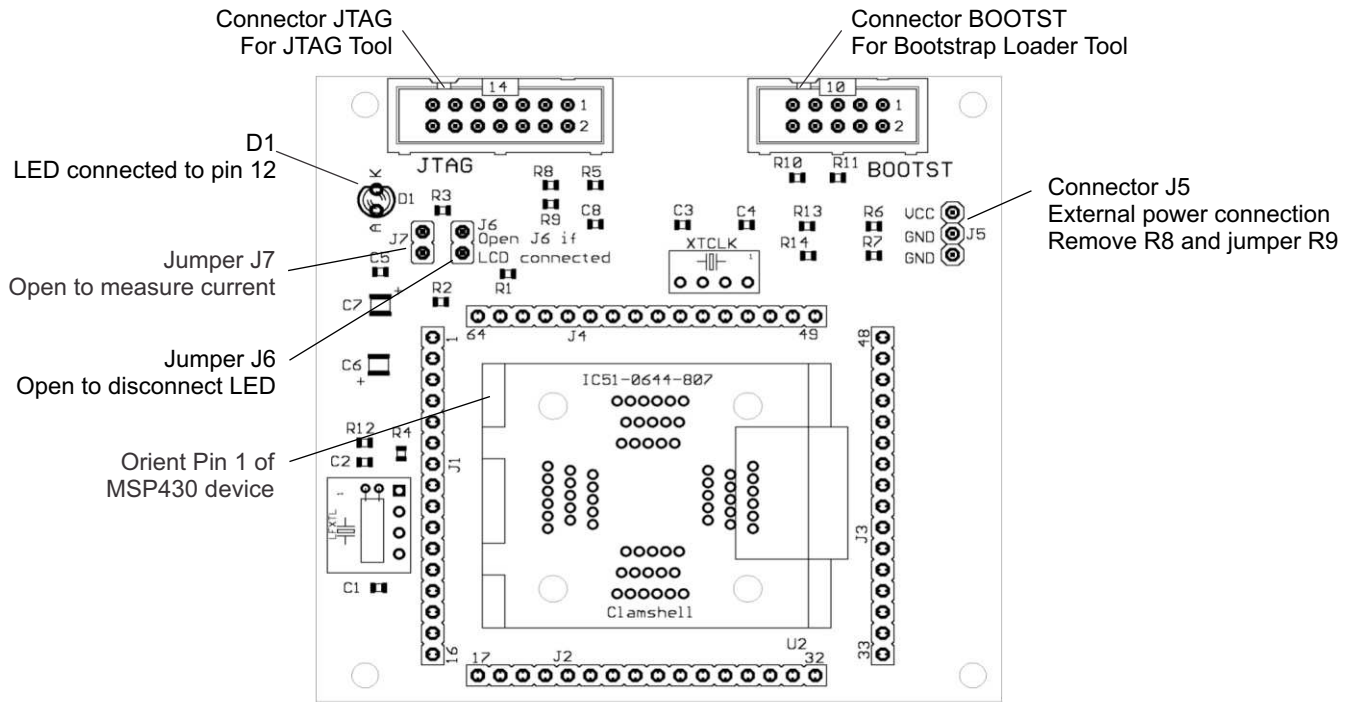 Connector JTAG
For JTAG Tool
Connector BOOTST
For Bootstrap Loader Tool
14
1
2
10
1
2
D1
LED connected to pin 12
JTAG
BOOTST
K
D1
A
R3
R8
R5
R9
C8
R10
R11
C3
C4
R13
R6
R14
R7
VCC
GND
GND
J5
Connector J5
External power connection
Remove R8 and jumper R9
J7
J6
Open J6 if
LCD connected
XTCLK
1
Jumper J7
Open to measure current
C5
+
C7
R2
R1
64
J4
49
1
48
Jumper J6
Open to disconnect LED
C6
+
IC51-0644-807
R12
R4
C2
J1
Orient Pin 1 of
MSP430 device
1
LFXTL
J3
C1
Clamshell
U2
16
17
J2
32
33